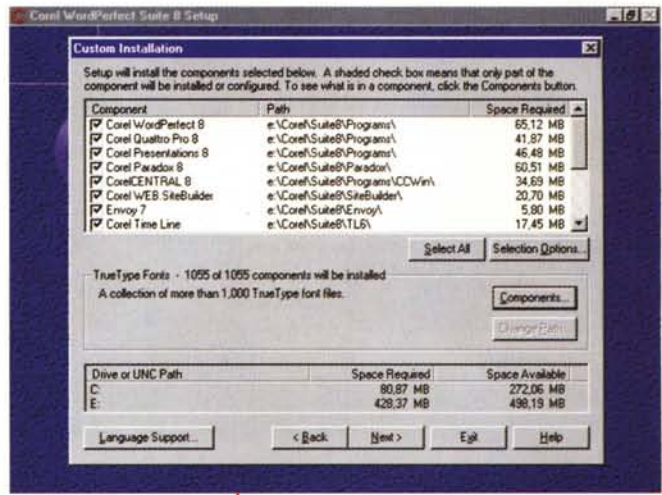 Corel WordPerfect Suite 8 Setup
Custom Installation
Setup will install the components selected below. A shaded check box means that only part of the
component will be installed or configured. To see what is in a component, click the Components button.
Component Path Space Required
Corel WordPerfect 8 e:\Corel\Suite8\Programs\ 65,12 MB
Corel Quattro Pro 8 e:\Corel\Suite8\Programs\ 41,87 MB
Corel Presentations 8 e:\Corel\Suite8\Programs\ 46,48 MB
Corel Paradox 8 e:\Corel\Suite8\Paradox\ 60,51 MB
CorelCENTRAL 8 e:\Corel\Suite8\Programs\CCWin\ 34,69 MB
Corel WEB.SiteBuilder e:\Corel\Suite8\SiteBuilder\ 20,70 MB
Envoy 7 e:\Corel\Suite8\Envoy\ 5,80 MB
Corel Time Line e:\Corel\Suite8\TL6\ 17,45 MB
Select All Selection Options...
TrueType Fonts - 1055 of 1055 components will be installed
A collection of more than 1,000 TrueType font files.
Components...
Change Path...
Drive or UNC Path Space Required Space Available
C: 80,87 MB 272,06 MB
E: 428,37 MB 498,19 MB
Language Support... < Back Next > Exit Help